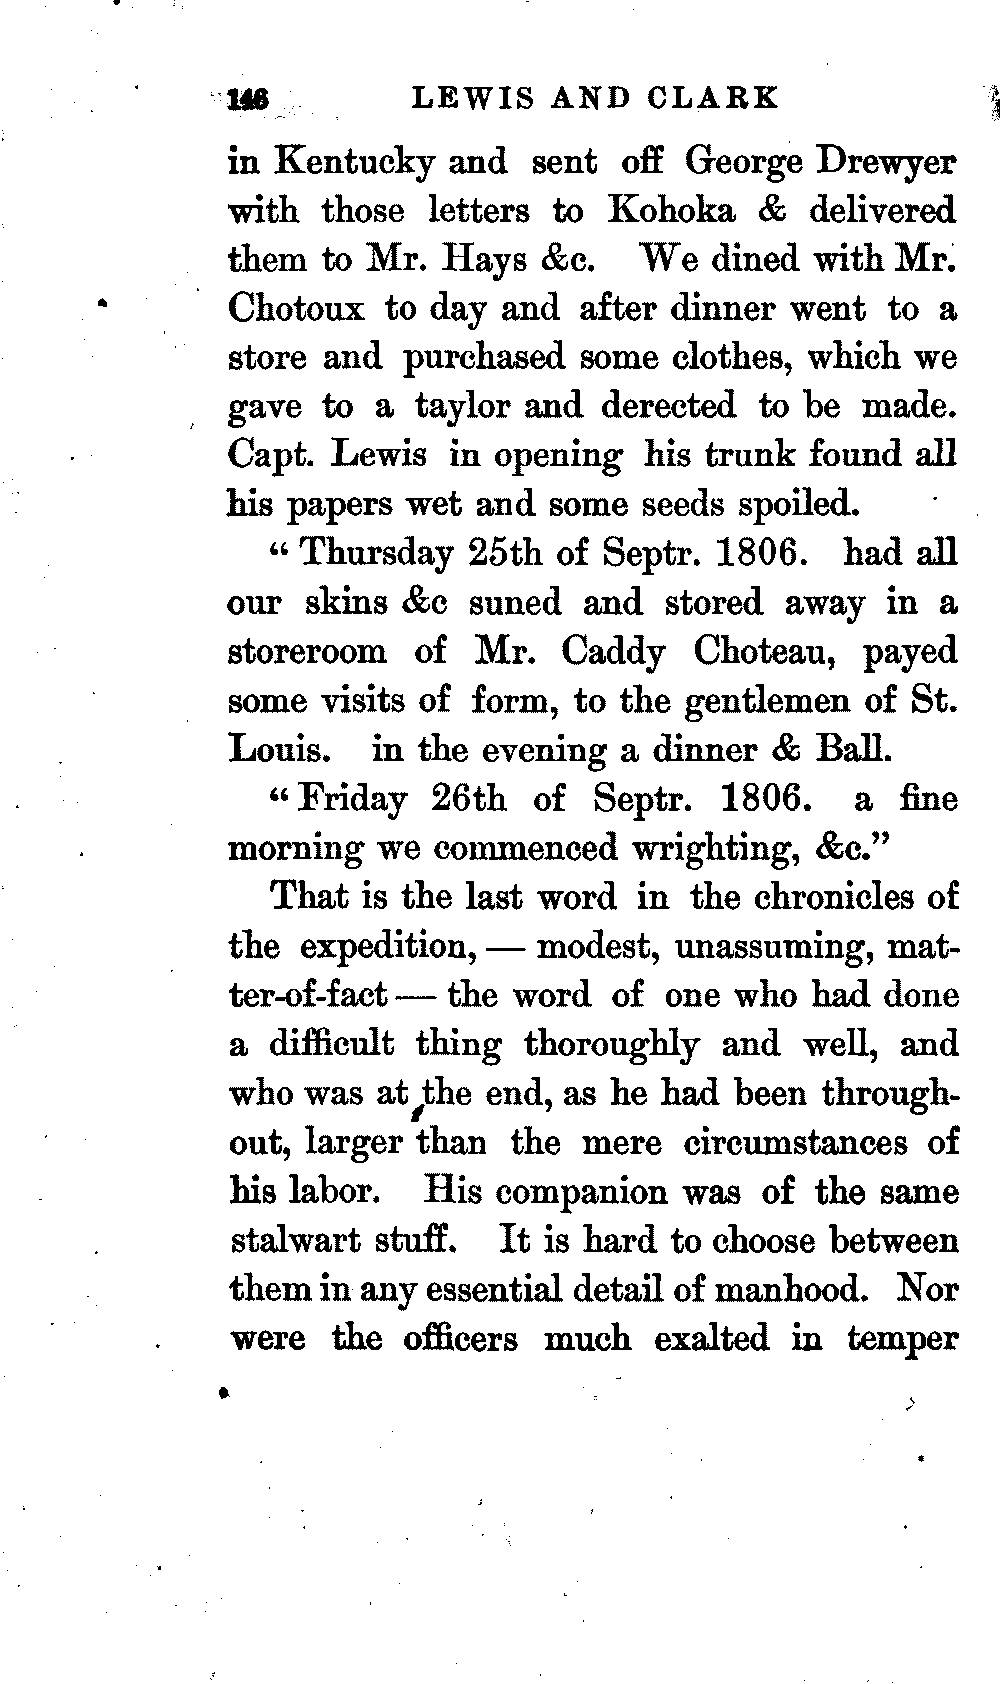 146 LEWIS AND CLARK
in Kentucky and sent off George Drewyer
with those letters to Kohoka & delivered
them to Mr. Hays &c. We dined with Mr.
Chotoux to day and after dinner went to a
store and purchased some clothes, which we
gave to a taylor and derected to be made.
Capt. Lewis in opening his trunk found all
his papers wet and some seeds spoiled.
“Thursday 25th of Septr. 1806. had all
our skins &c suned and stored away in a
storeroom of Mr. Caddy Choteau, payed
some visits of form, to the gentlemen of St.
Louis. in the evening a dinner & Ball.
“Friday 26th of Septr. 1806. a fine
morning we commenced wrighting, &c.”
That is the last word in the chronicles of
the expedition, — modest, unassuming, mat-
ter-of-fact — the word of one who had done
a difficult thing thoroughly and well, and
who was at the end, as he had been through-
out, larger than the mere circumstances of
his labor. His companion was of the same
stalwart stuff. It is hard to choose between
them in any essential detail of manhood. Nor
were the officers much exalted in temper